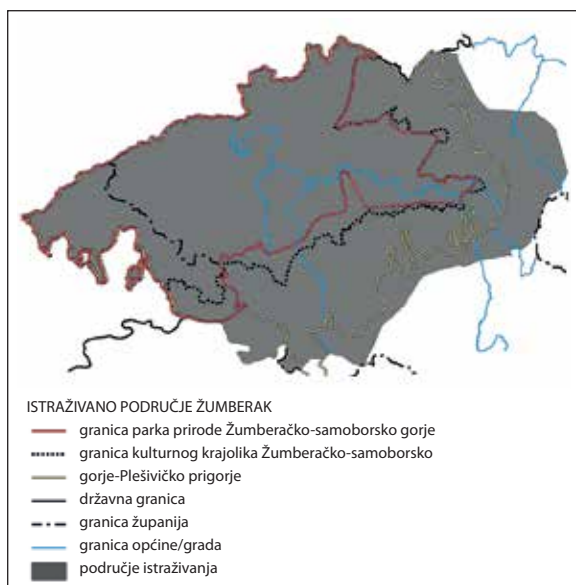 ISTRAŽIVANO PODRUČJE ŽUMBERAK
granica parka prirode Žumberačko-samoborsko gorje
granica kulturnog krajolika Žumberačko-samoborsko
gorje-Plešivičko prigorje
državna granica
granica županija
granica općine/grada
područje istraživanja